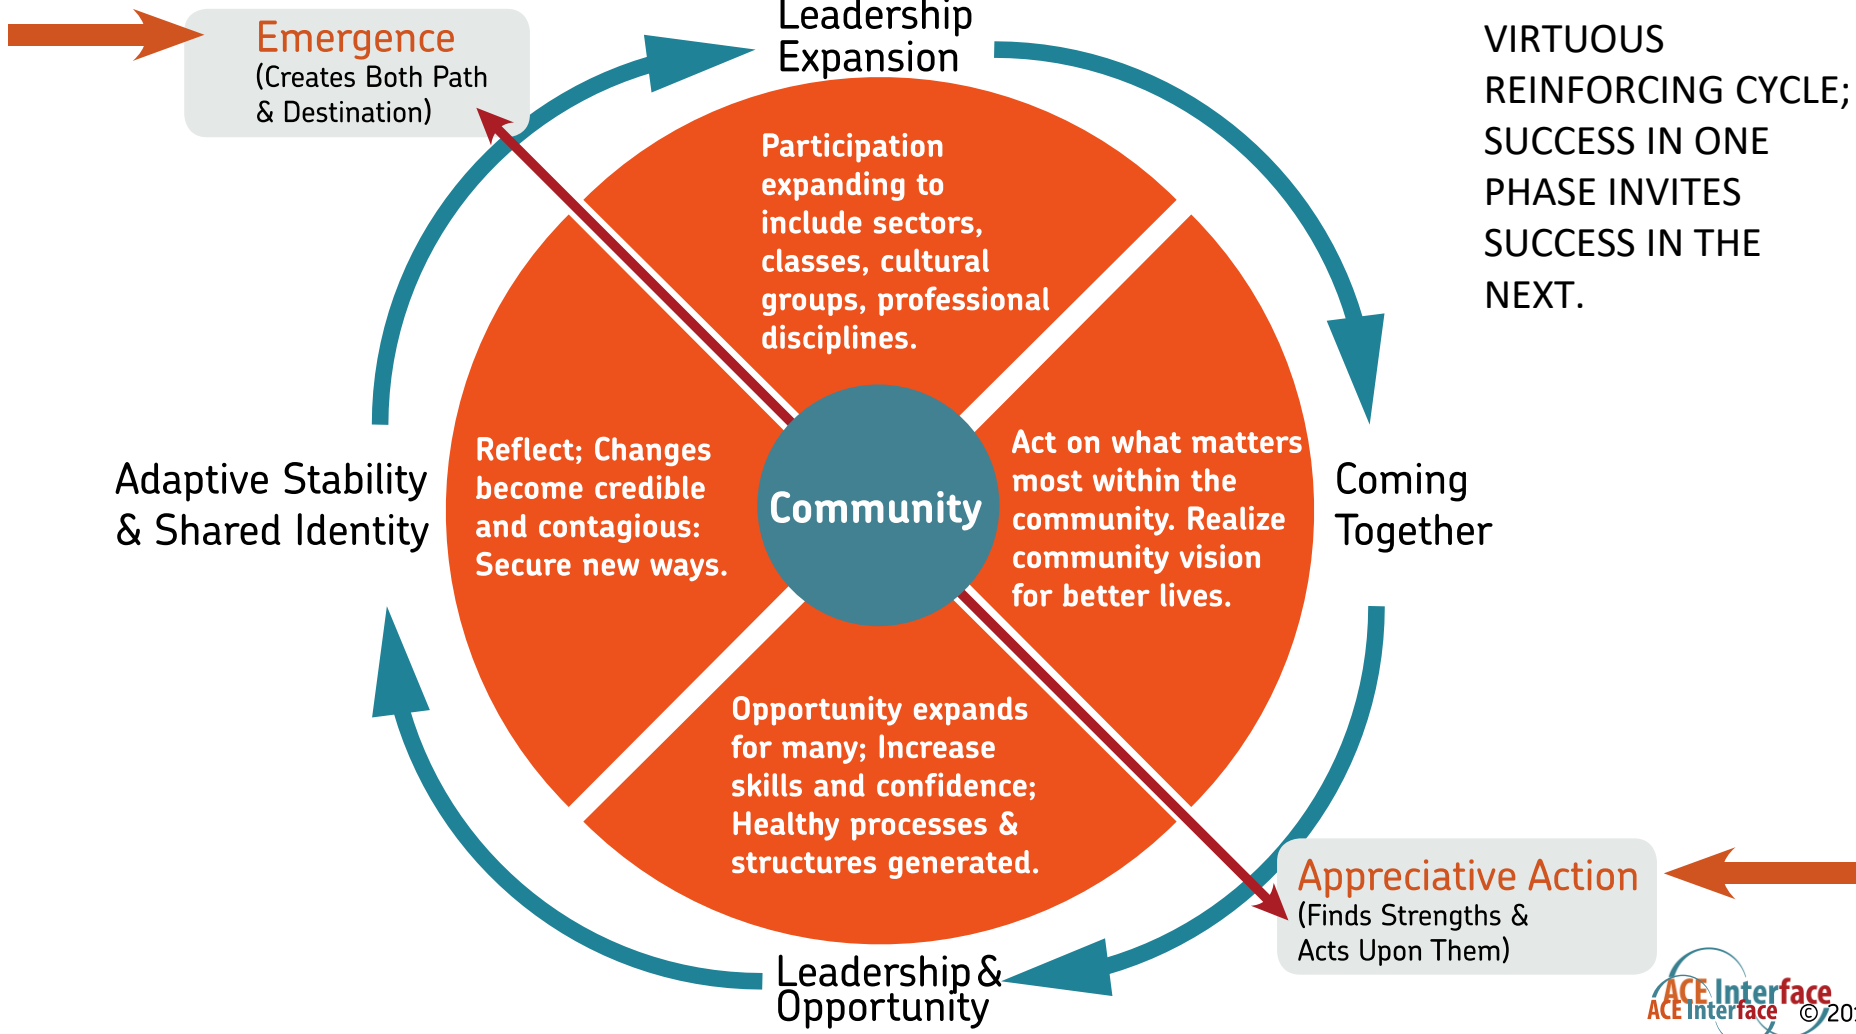 Emergence
(Creates Both Path
& Destination)
Leadership
Expansion
VIRTUOUS
REINFORCING CYCLE;
SUCCESS IN ONE
PHASE INVITES
SUCCESS IN THE
NEXT.
Participation
expanding to
include sectors,
classes, cultural
groups, professional
disciplines.
Adaptive Stability
& Shared Identity
Reflect; Changes
become credible
and contagious:
Secure new ways.
Community
Act on what matters
most within the
community. Realize
community vision
for better lives.
Coming
Together
Opportunity expands
for many; Increase
skills and confidence;
Healthy processes &
structures generated.
Leadership &
Opportunity
Appreciative Action
(Finds Strengths &
Acts Upon Them)
ACE Interface
ACE Interface ©